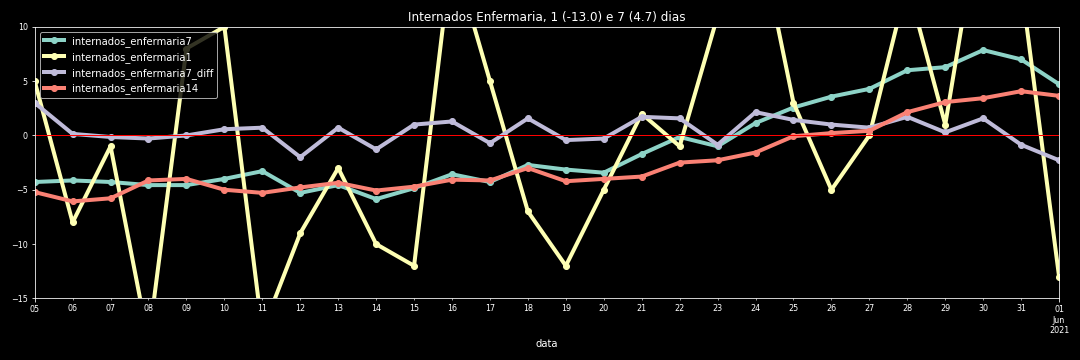 Internados Enfermaria, 1 (-13.0) e 7 (4.7) dias
internados_enfermaria7
internados_enfermaria1
internados_enfermaria7_diff
internados_enfermaria14
10
5
0
−5
−10
−15
05 06 07 08 09 10 11 12 13 14 15 16 17 18 19 20 21 22 23 24 25 26 27 28 29 30 31 01
Jun
2021
data